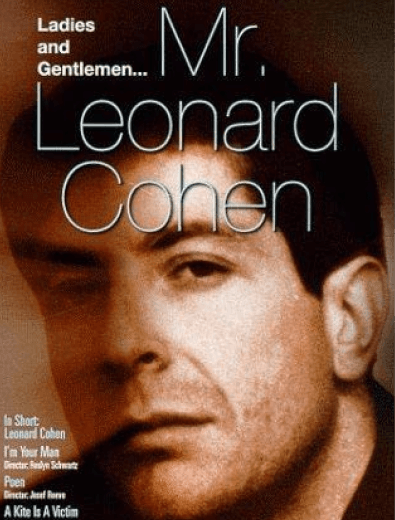 Ladies
and
Gentlemen...
Mr.
Leonard
Cohen
In Short:
Leonard Cohen
I'm Your Man
Director: Roslyn Schwartz
Poen
Director: Josef Reeve
A Kite Is A Victim